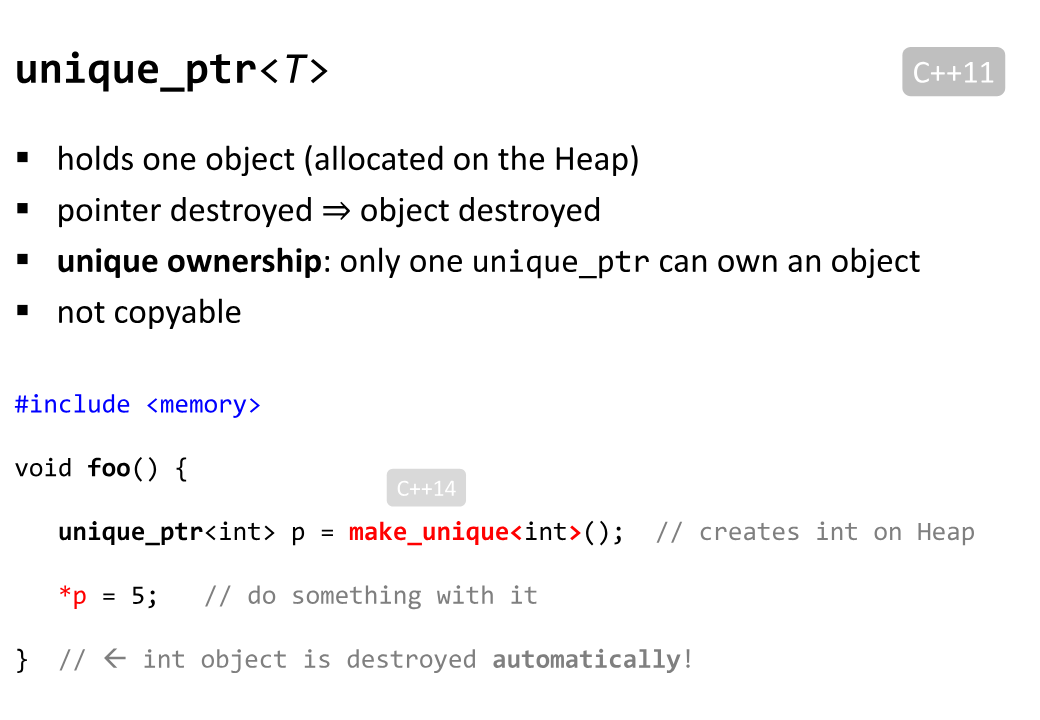 unique_ptr<T>
C++11
▪ holds one object (allocated on the Heap)
▪ pointer destroyed ⇒ object destroyed
▪ unique ownership: only one unique_ptr can own an object
▪ not copyable
#include <memory>
void foo() {
C++14
unique_ptr<int> p = make_unique<int>();  // creates int on Heap
*p = 5;   // do something with it
}  // ← int object is destroyed automatically!